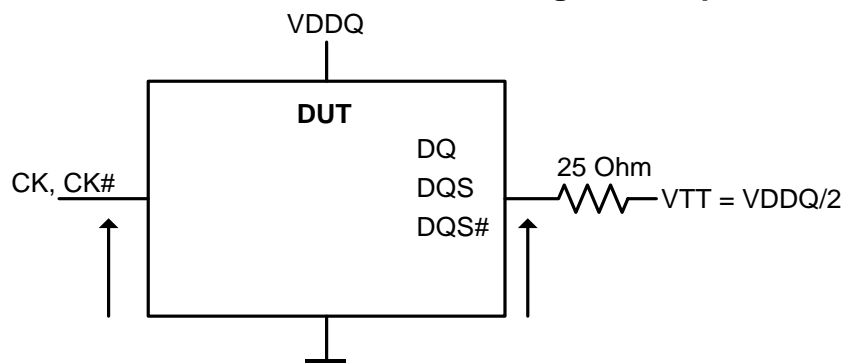 VDDQ
DUT
DQ
CK, CK#
25 Ohm
DQS
VTT = VDDQ/2
DQS#